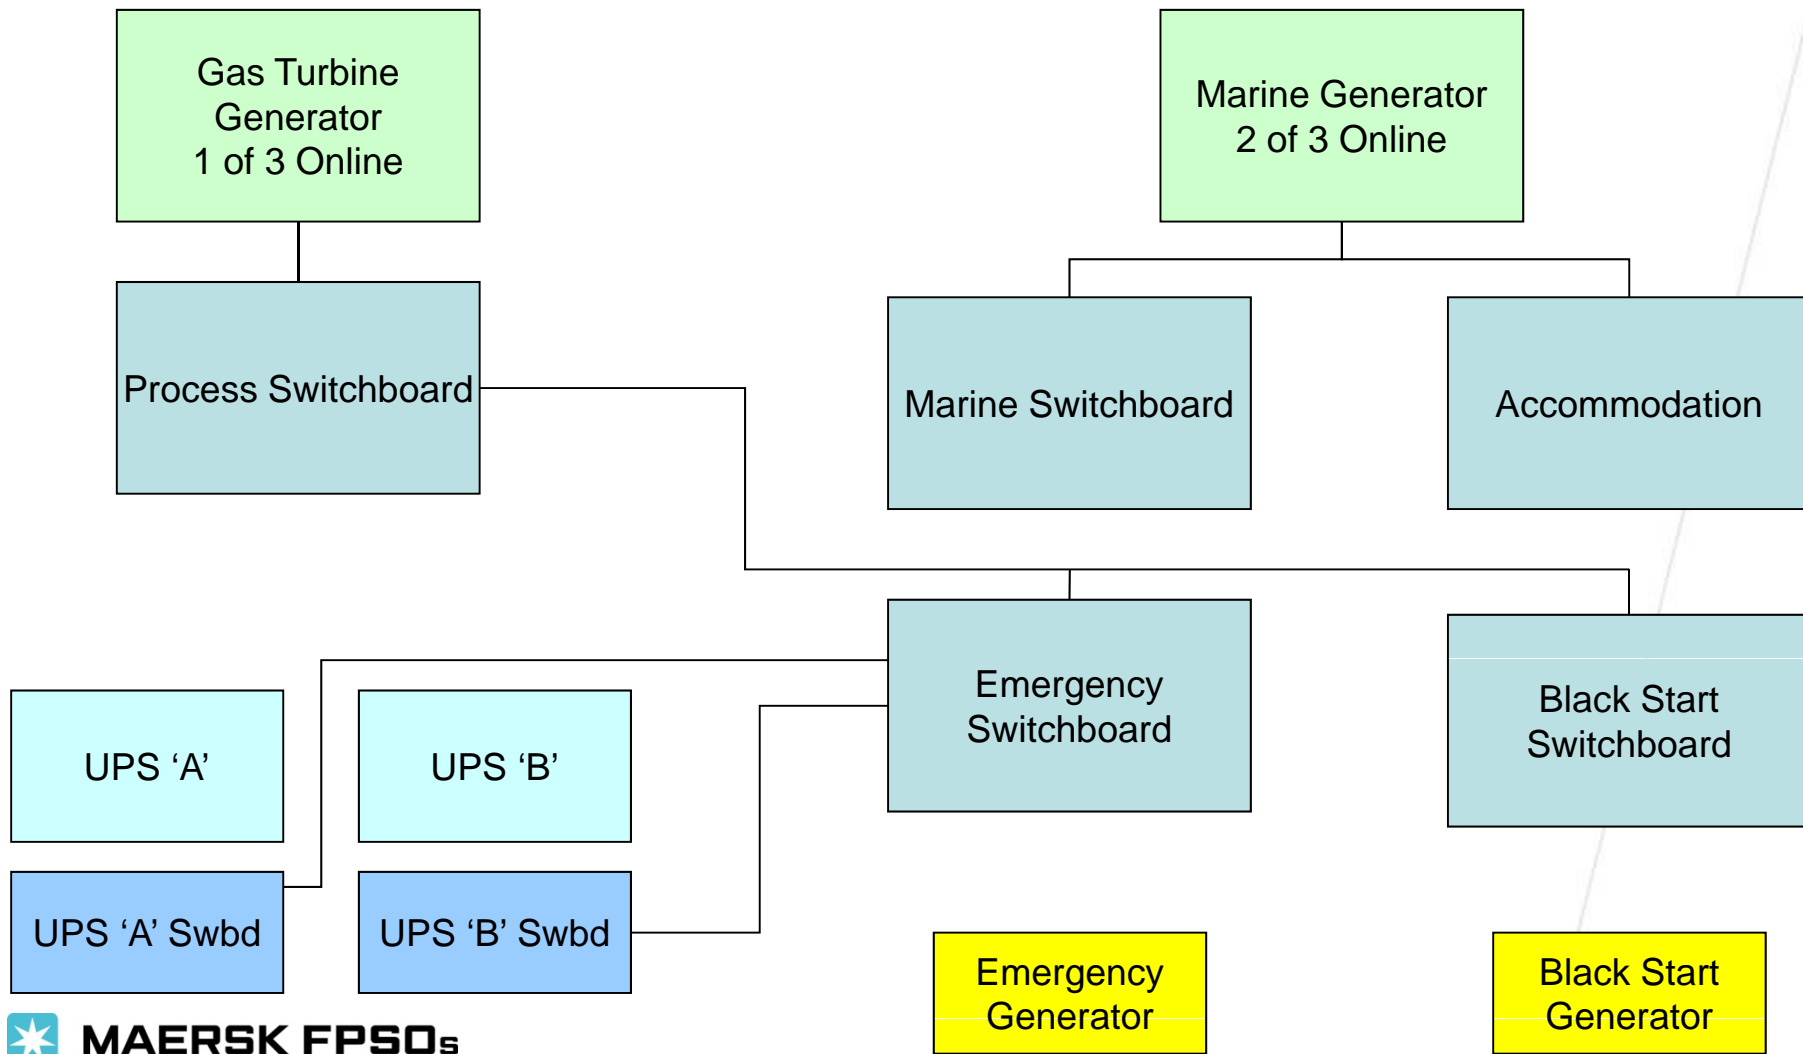 Gas Turbine
Generator
1 of 3 Online
Marine Generator
2 of 3 Online
Process Switchboard
Marine Switchboard
Accommodation
Emergency
Switchboard
Black Start
Switchboard
UPS ‘A’
UPS ‘B’
UPS ‘A’ Swbd
UPS ‘B’ Swbd
Emergency
Generator
Black Start
Generator
MAERSK FPSOs